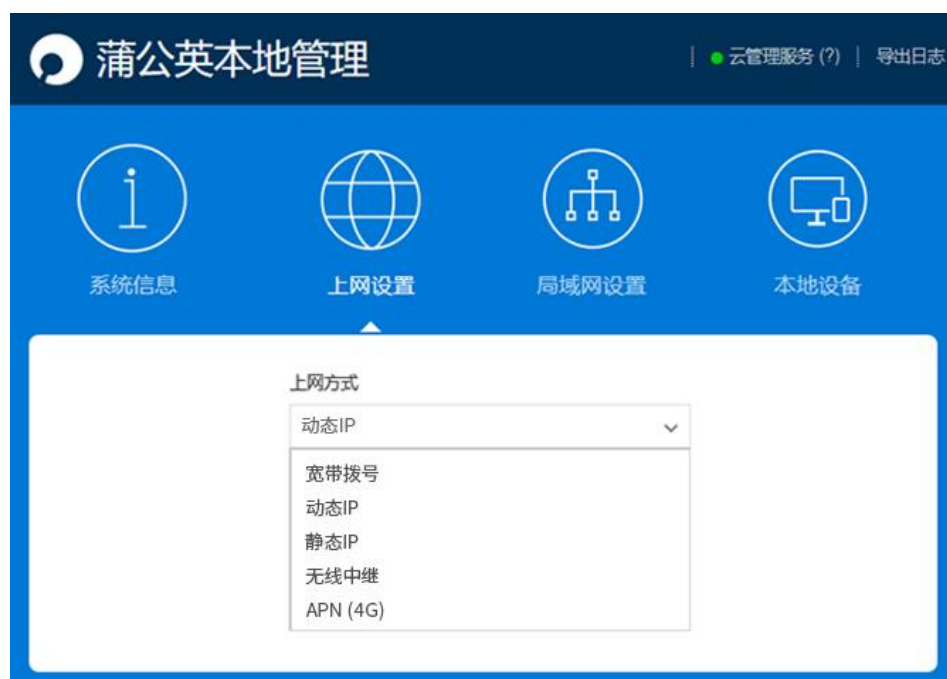 蒲公英本地管理
云管理服务 (?)
导出日志
系统信息
上网设置
局域网设置
本地设备
上网方式
动态IP
宽带拨号
动态IP
静态IP
无线中继
APN (4G)